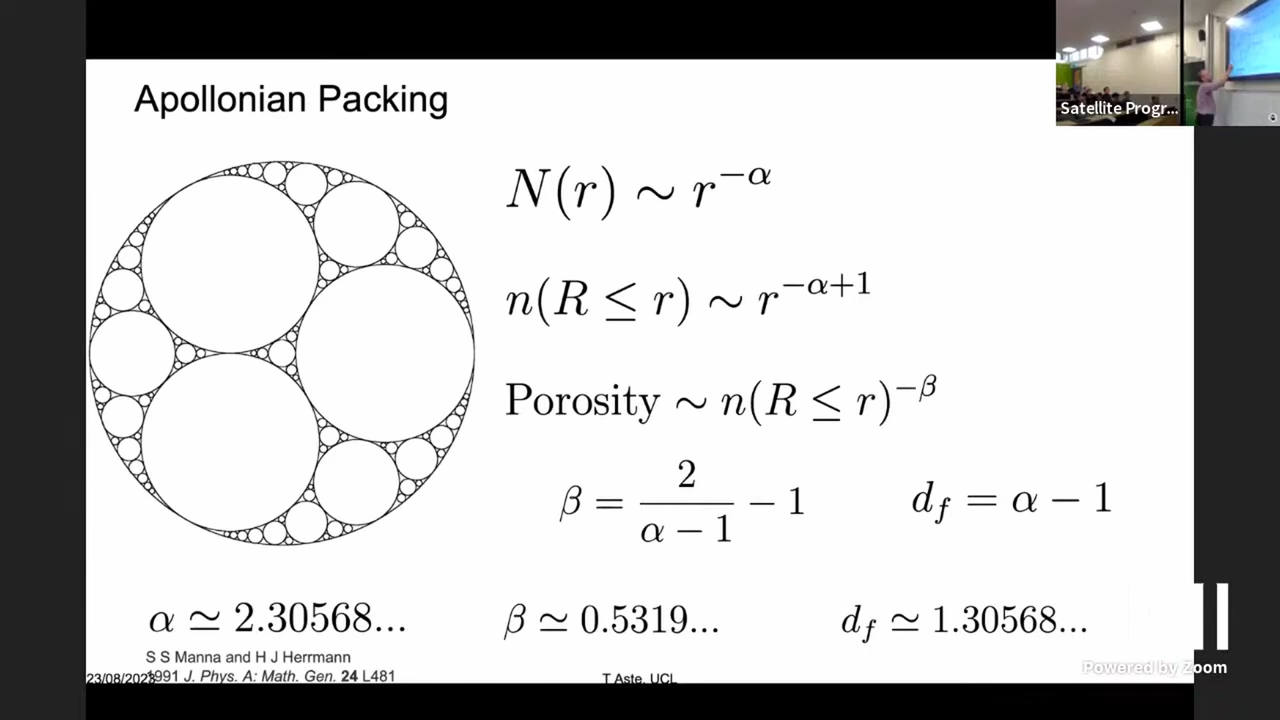 Apollonian Packing
Satellite Progr...
N(r) ∼ r^{−α}
n(R ≤ r) ∼ r^{−α+1}
Porosity ∼ n(R ≤ r)^{−β}
β = 2/(α − 1) − 1
d_f = α − 1
α ≃ 2.30568...
β ≃ 0.5319...
d_f ≃ 1.30568...
S S Manna and H J Herrmann
1991 J. Phys. A: Math. Gen. 24 L481
23/08/2023
T Aste, UCL
Powered by Zoom